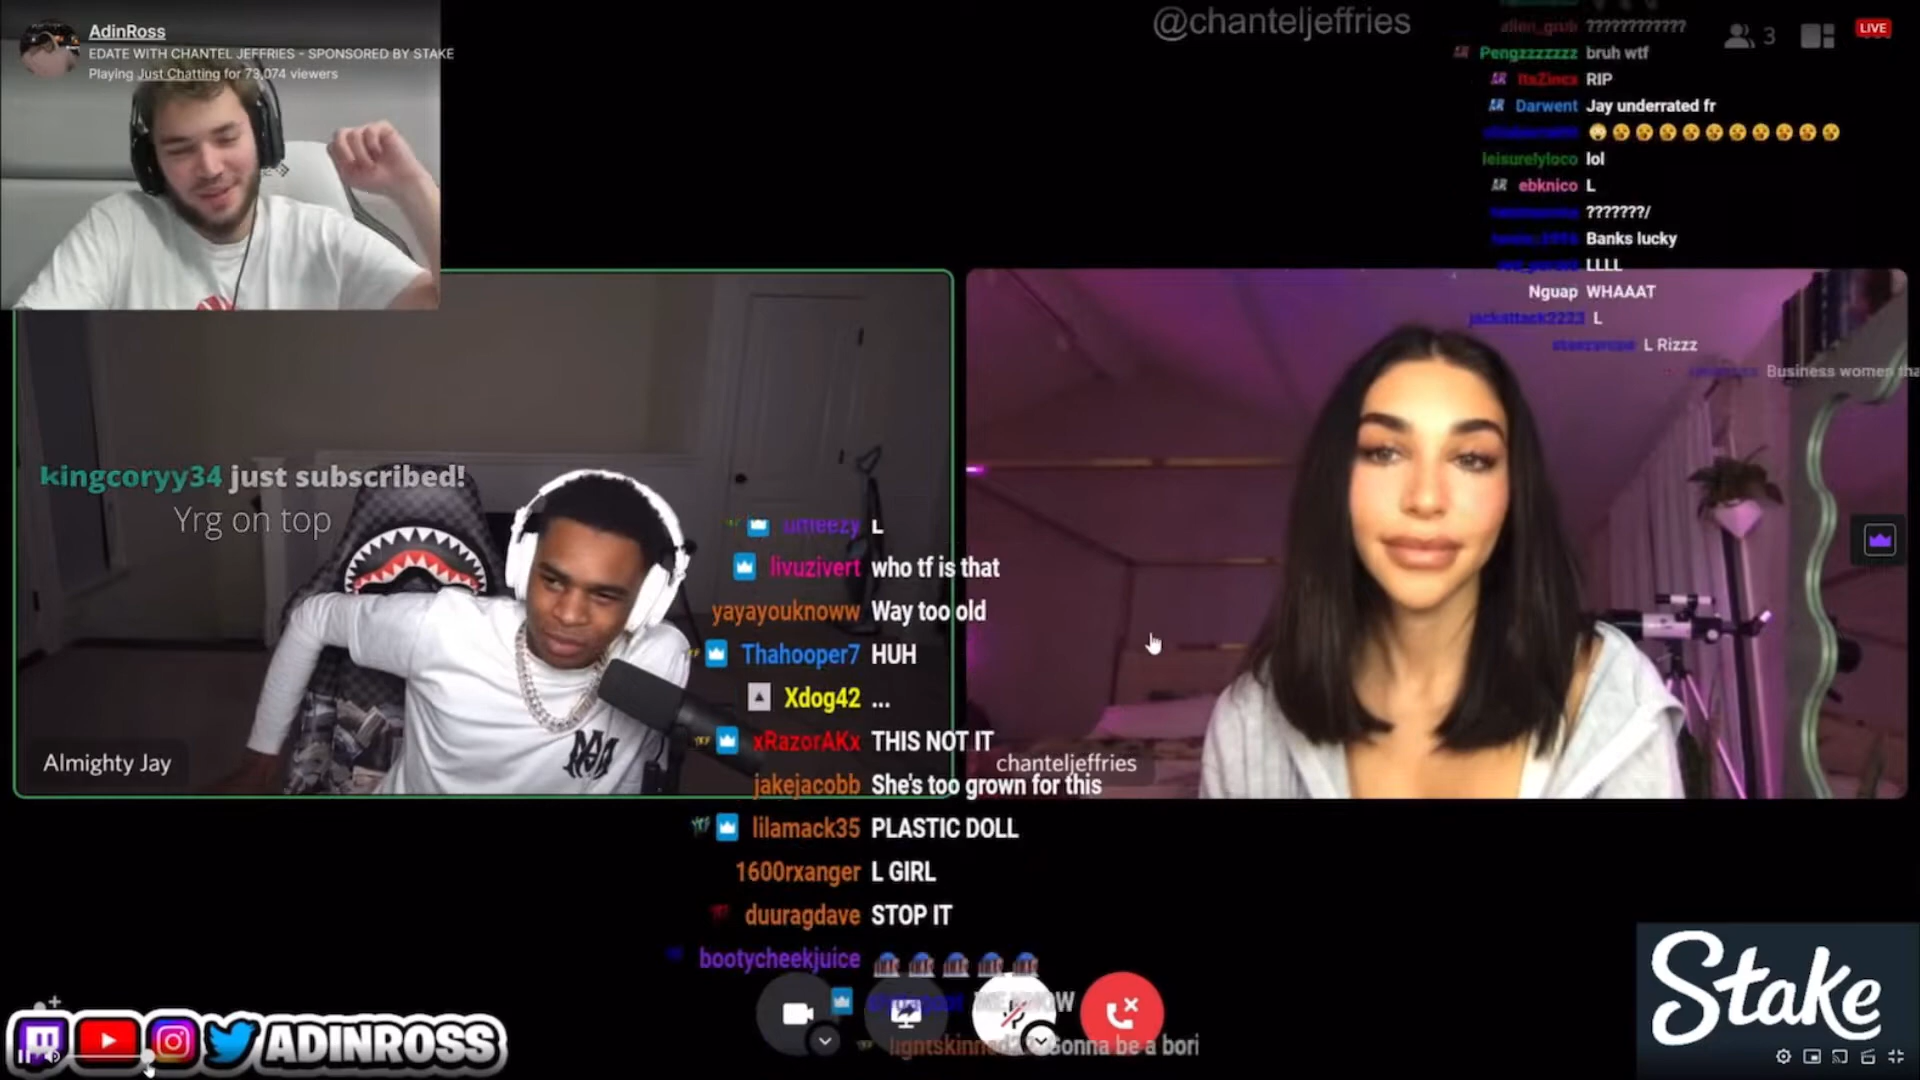 AdinRoss
EDATE WITH CHANTEL JEFFRIES - SPONSORED BY STAKE
Playing Just Chatting for 73,074 viewers
@chanteljeffries
3
LIVE
????????????
Pengzzzzzzz bruh wtf
ItsZincx RIP
Darwent Jay underrated fr
leisurelyloco lol
ebknico L
???????/
Banks lucky
LLLL
Nguap WHAAAT
jackattack2223 L
L Rizzz
Business women tha
kingcoryy34 just subscribed!
Yrg on top
L
livuzivert who tf is that
yayayouknoww Way too old
Thahooper7 HUH
Xdog42 ...
xRazorAKx THIS NOT IT
jakejacobb She's too grown for this
lilamack35 PLASTIC DOLL
1600rxanger L GIRL
duuragdave STOP IT
bootycheekjuice
Gonna be a bori
Almighty Jay
chanteljeffries
ADINROSS
Stake